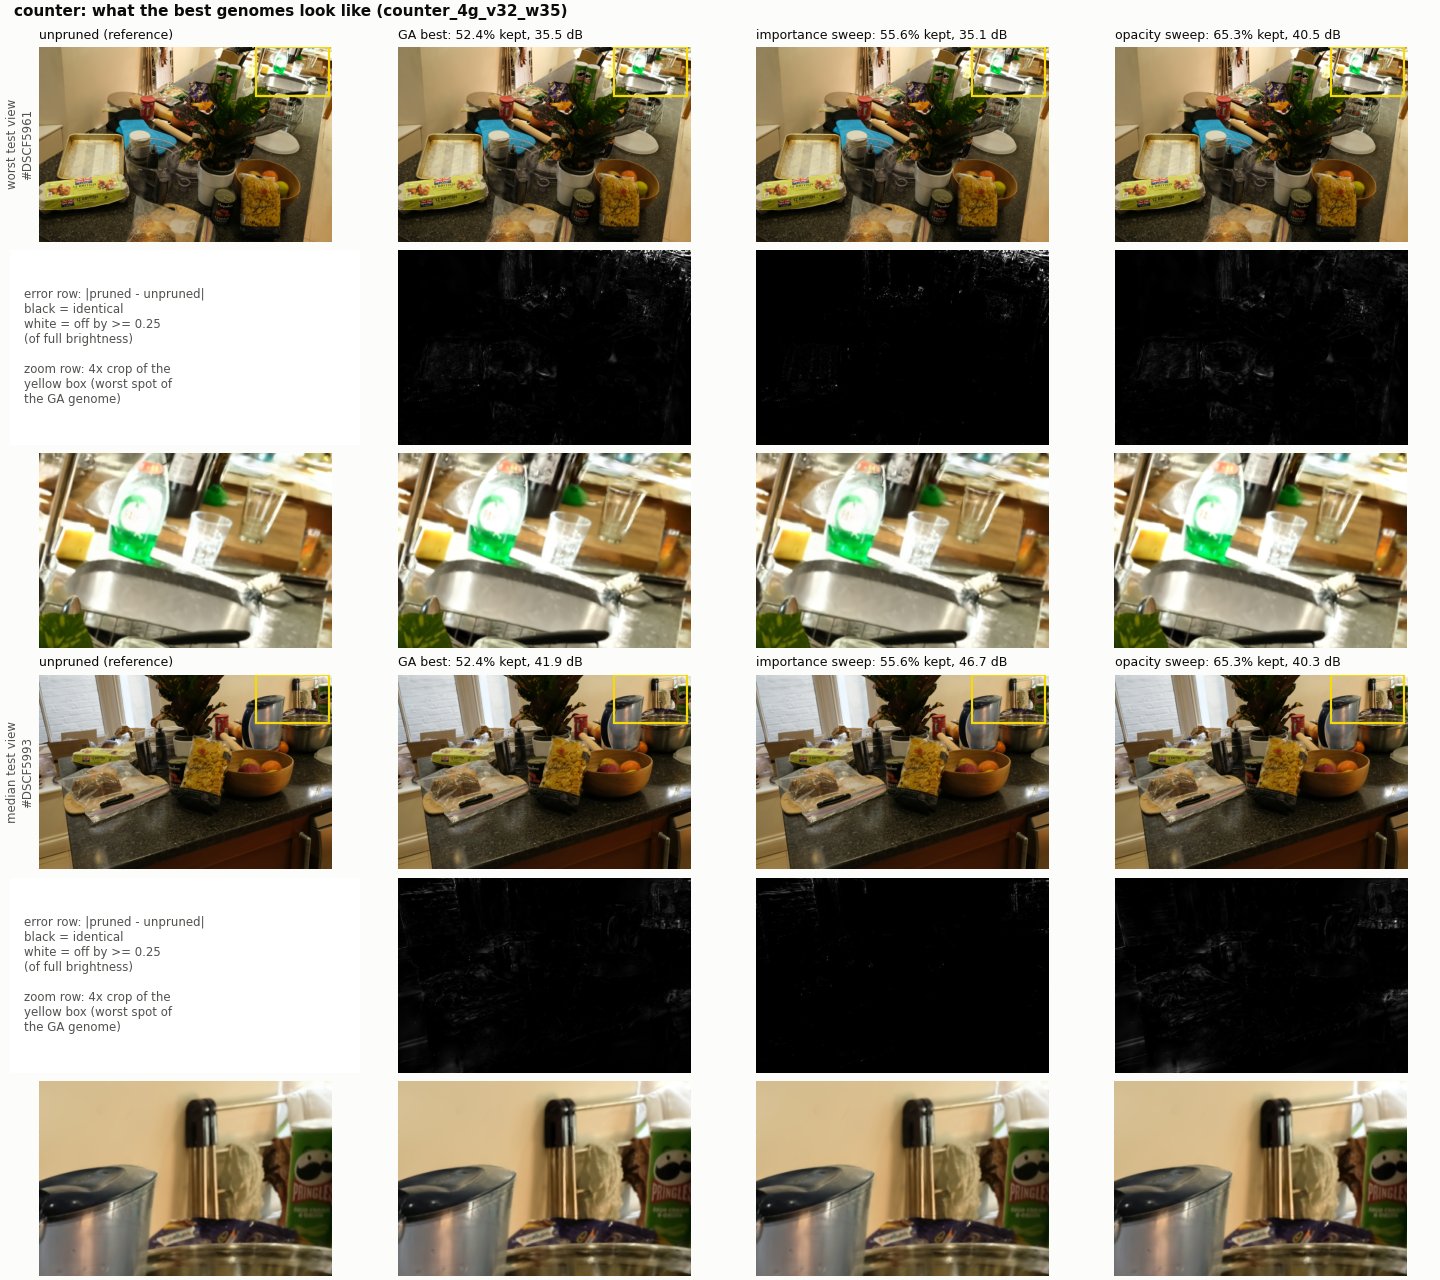 counter: what the best genomes look like (counter_4g_v32_w35)
unpruned (reference)
GA best: 52.4% kept, 35.5 dB
importance sweep: 55.6% kept, 35.1 dB
opacity sweep: 65.3% kept, 40.5 dB
worst test view
#DSCF5961
error row: |pruned - unpruned|
black = identical
white = off by >= 0.25
(of full brightness)
zoom row: 4x crop of the
yellow box (worst spot of
the GA genome)
unpruned (reference)
GA best: 52.4% kept, 41.9 dB
importance sweep: 55.6% kept, 46.7 dB
opacity sweep: 65.3% kept, 40.3 dB
median test view
#DSCF5993
error row: |pruned - unpruned|
black = identical
white = off by >= 0.25
(of full brightness)
zoom row: 4x crop of the
yellow box (worst spot of
the GA genome)
PRINGLES
PRINGLES
PRINGLES
PRINGLES